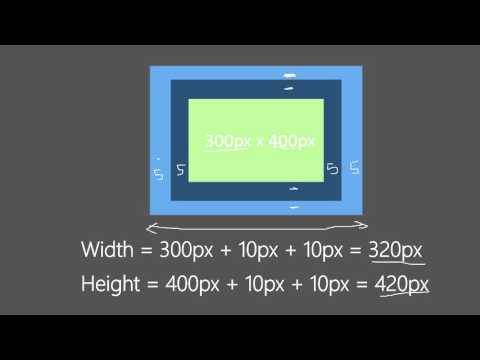 300px x 400px
5 5 5 5
Width = 300px + 10px + 10px = 320px
Height = 400px + 10px + 10px = 420px